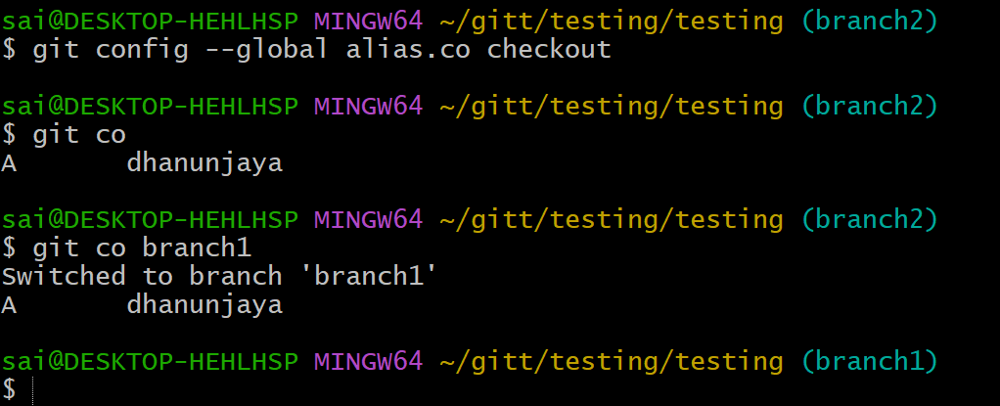 sai@DESKTOP-HEHLHSP MINGW64 ~/gitt/testing/testing (branch2)
$ git config --global alias.co checkout
sai@DESKTOP-HEHLHSP MINGW64 ~/gitt/testing/testing (branch2)
$ git co
A       dhanunjaya
sai@DESKTOP-HEHLHSP MINGW64 ~/gitt/testing/testing (branch2)
$ git co branch1
Switched to branch 'branch1'
A       dhanunjaya
sai@DESKTOP-HEHLHSP MINGW64 ~/gitt/testing/testing (branch1)
$